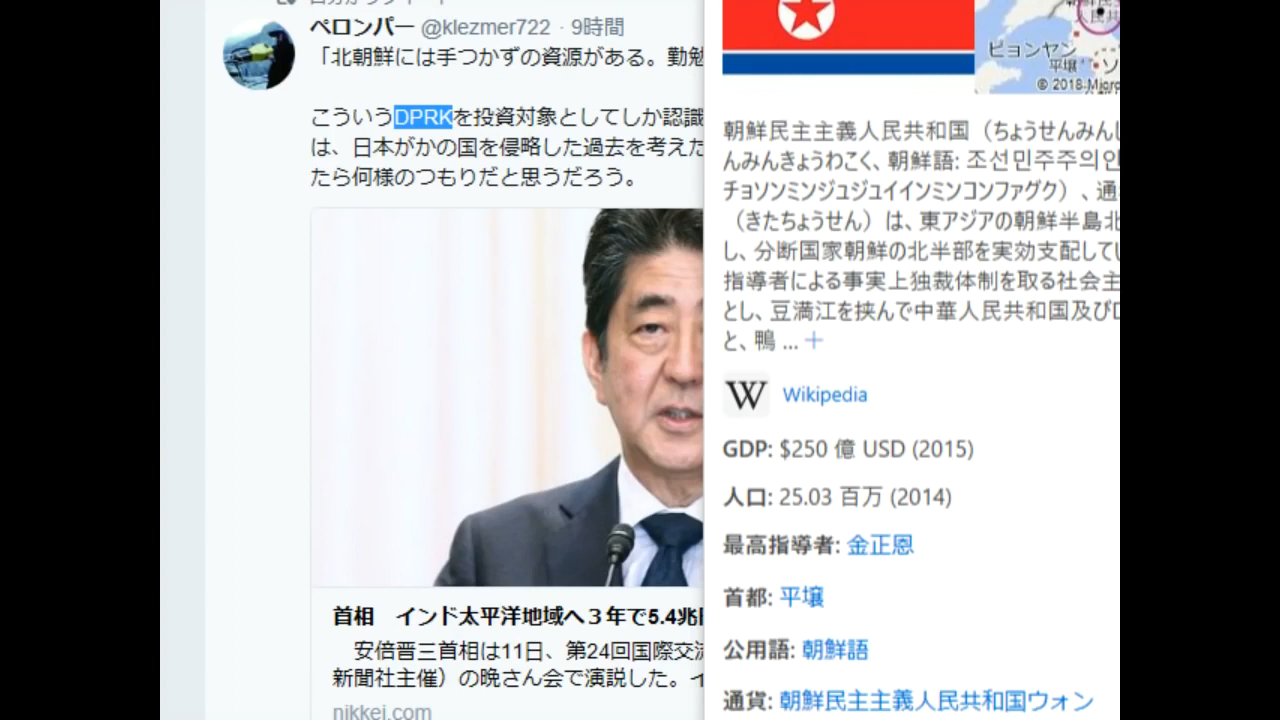 ペロンパー @klezmer722 · 9時間
「北朝鮮には手つかずの資源がある。勤勉
こういうDPRKを投資対象としてしか認識
は、日本がかの国を侵略した過去を考えた
たら何様のつもりだと思うだろう。
首相　インド太平洋地域へ３年で5.4兆
　安倍晋三首相は11日、第24回国際交流
新聞社主催）の晩さん会で演説した。イ
nikkei.com
ピョンヤン
平壌
ソ
© 2018 Micro
朝鮮民主主義人民共和国（ちょうせんみんし
んみんきょうわこく、朝鮮語: 조선민주주의인
チョソンミンジュジュイインミンコンファグク）、通
（きたちょうせん）は、東アジアの朝鮮半島北
し、分断国家朝鮮の北半部を実効支配してい
指導者による事実上独裁体制を取る社会主
とし、豆満江を挟んで中華人民共和国及びロ
と、鴨 ... +
W Wikipedia
GDP: $250 億 USD (2015)
人口: 25.03 百万 (2014)
最高指導者: 金正恩
首都: 平壌
公用語: 朝鮮語
通貨: 朝鮮民主主義人民共和国ウォン